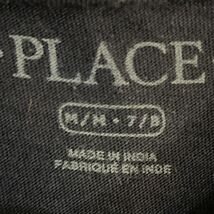 PLACE
M/M • 7/8
MADE IN INDIA
FABRIQUÉ EN INDE